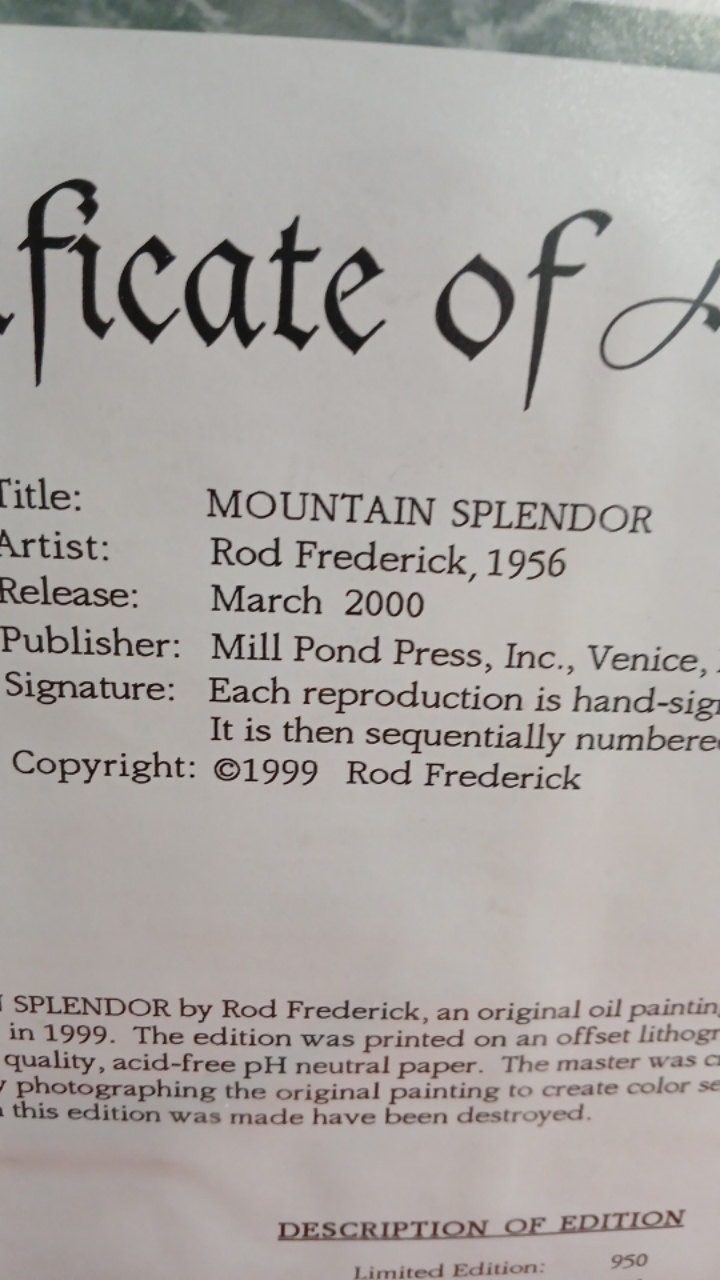 ficate of
Title: MOUNTAIN SPLENDOR
Artist: Rod Frederick, 1956
Release: March 2000
Publisher: Mill Pond Press, Inc., Venice,
Signature: Each reproduction is hand-sig
It is then sequentially numbere
Copyright: ©1999 Rod Frederick
SPLENDOR by Rod Frederick, an original oil painting
in 1999. The edition was printed on an offset lithogr
quality, acid-free pH neutral paper. The master was
photographing the original painting to create color se
this edition was made have been destroyed.
DESCRIPTION OF EDITION
Limited Edition: 950